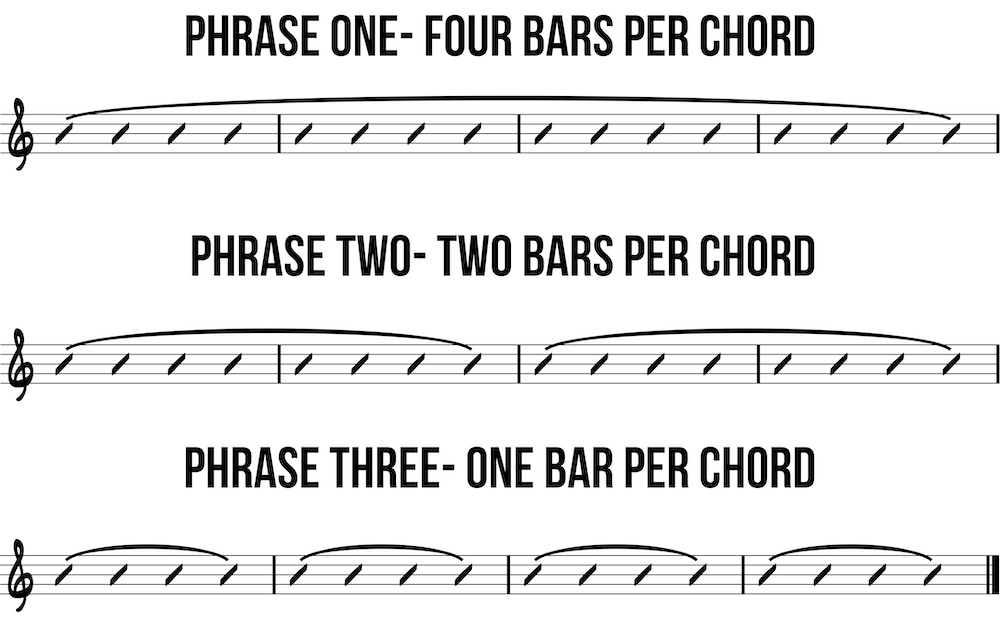 PHRASE ONE- FOUR BARS PER CHORD
PHRASE TWO- TWO BARS PER CHORD
PHRASE THREE- ONE BAR PER CHORD